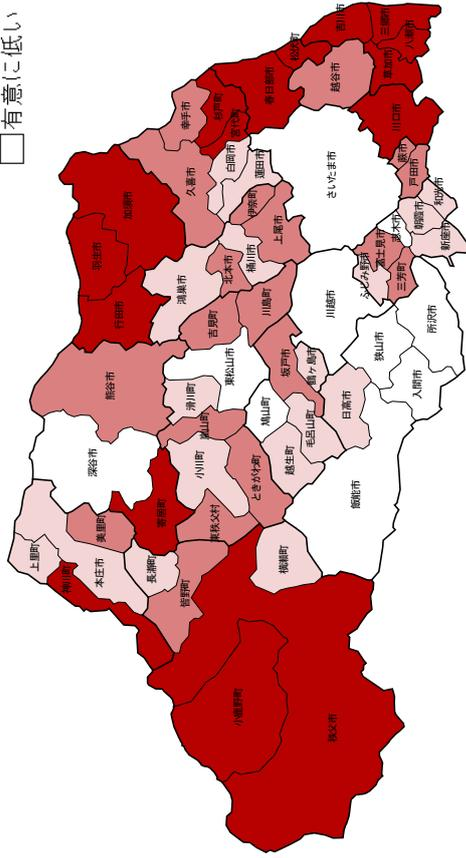 □有意に低い
吉川市
三郷市
八潮市
草加市
松伏町
越谷市
春日部市
川口市
杉戸町
宮代町
幸手市
白岡市
蓮田市
さいたま市
蕨市
戸田市
和光市
朝霞市
新座市
志木市
富士見市
ふじみ野市
三芳町
久喜市
伊奈町
上尾市
桶川市
北本市
加須市
羽生市
行田市
鴻巣市
吉見町
川島町
川越市
所沢市
狭山市
入間市
熊谷市
東松山市
滑川町
嵐山町
坂戸市
鶴ヶ島市
日高市
鳩山町
毛呂山町
越生町
飯能市
深谷市
小川町
ときがわ町
寄居町
東秩父村
美里町
上里町
神川町
本庄市
長瀞町
皆野町
横瀬町
小鹿野町
秩父市